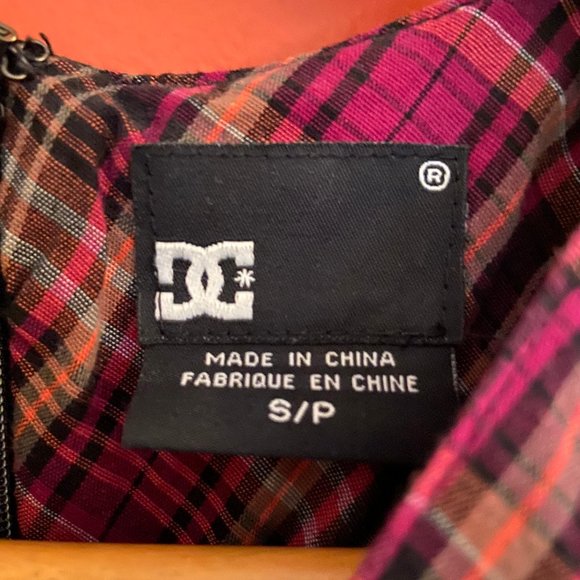 ®
DC*
MADE IN CHINA
FABRIQUE EN CHINE
S/P